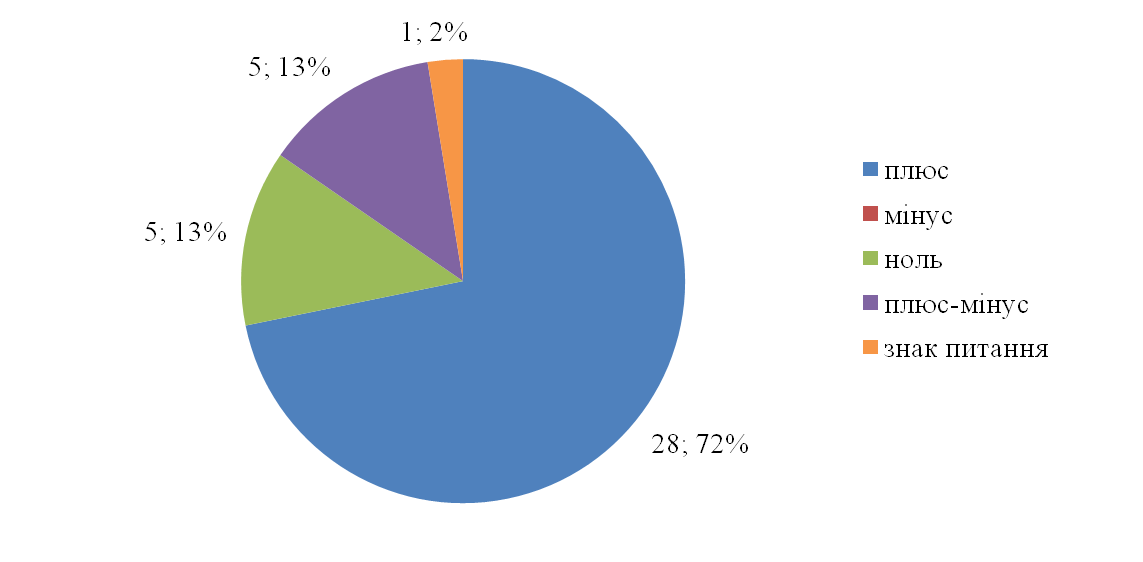 1; 2%
5; 13%
5; 13%
28; 72%
плюс
мінус
ноль
плюс-мінус
знак питання